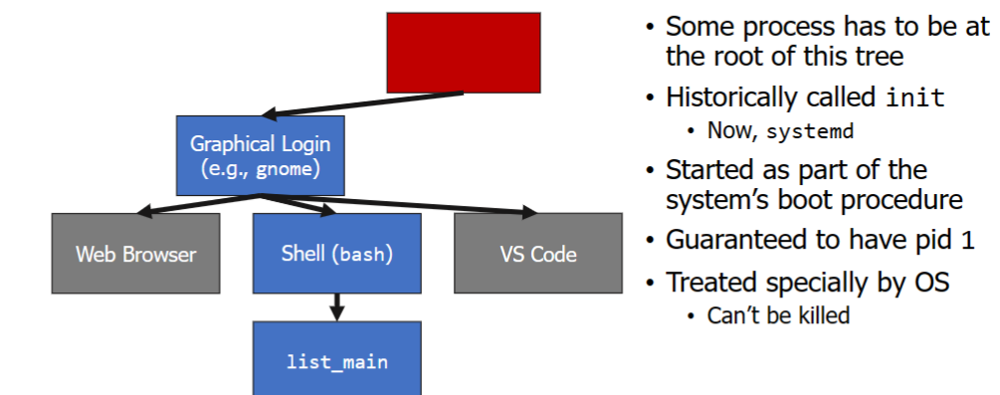 Graphical Login
(e.g., gnome)
Web Browser
Shell (bash)
VS Code
list_main
• Some process has to be at
the root of this tree
• Historically called init
• Now, systemd
• Started as part of the
system’s boot procedure
• Guaranteed to have pid 1
• Treated specially by OS
• Can’t be killed